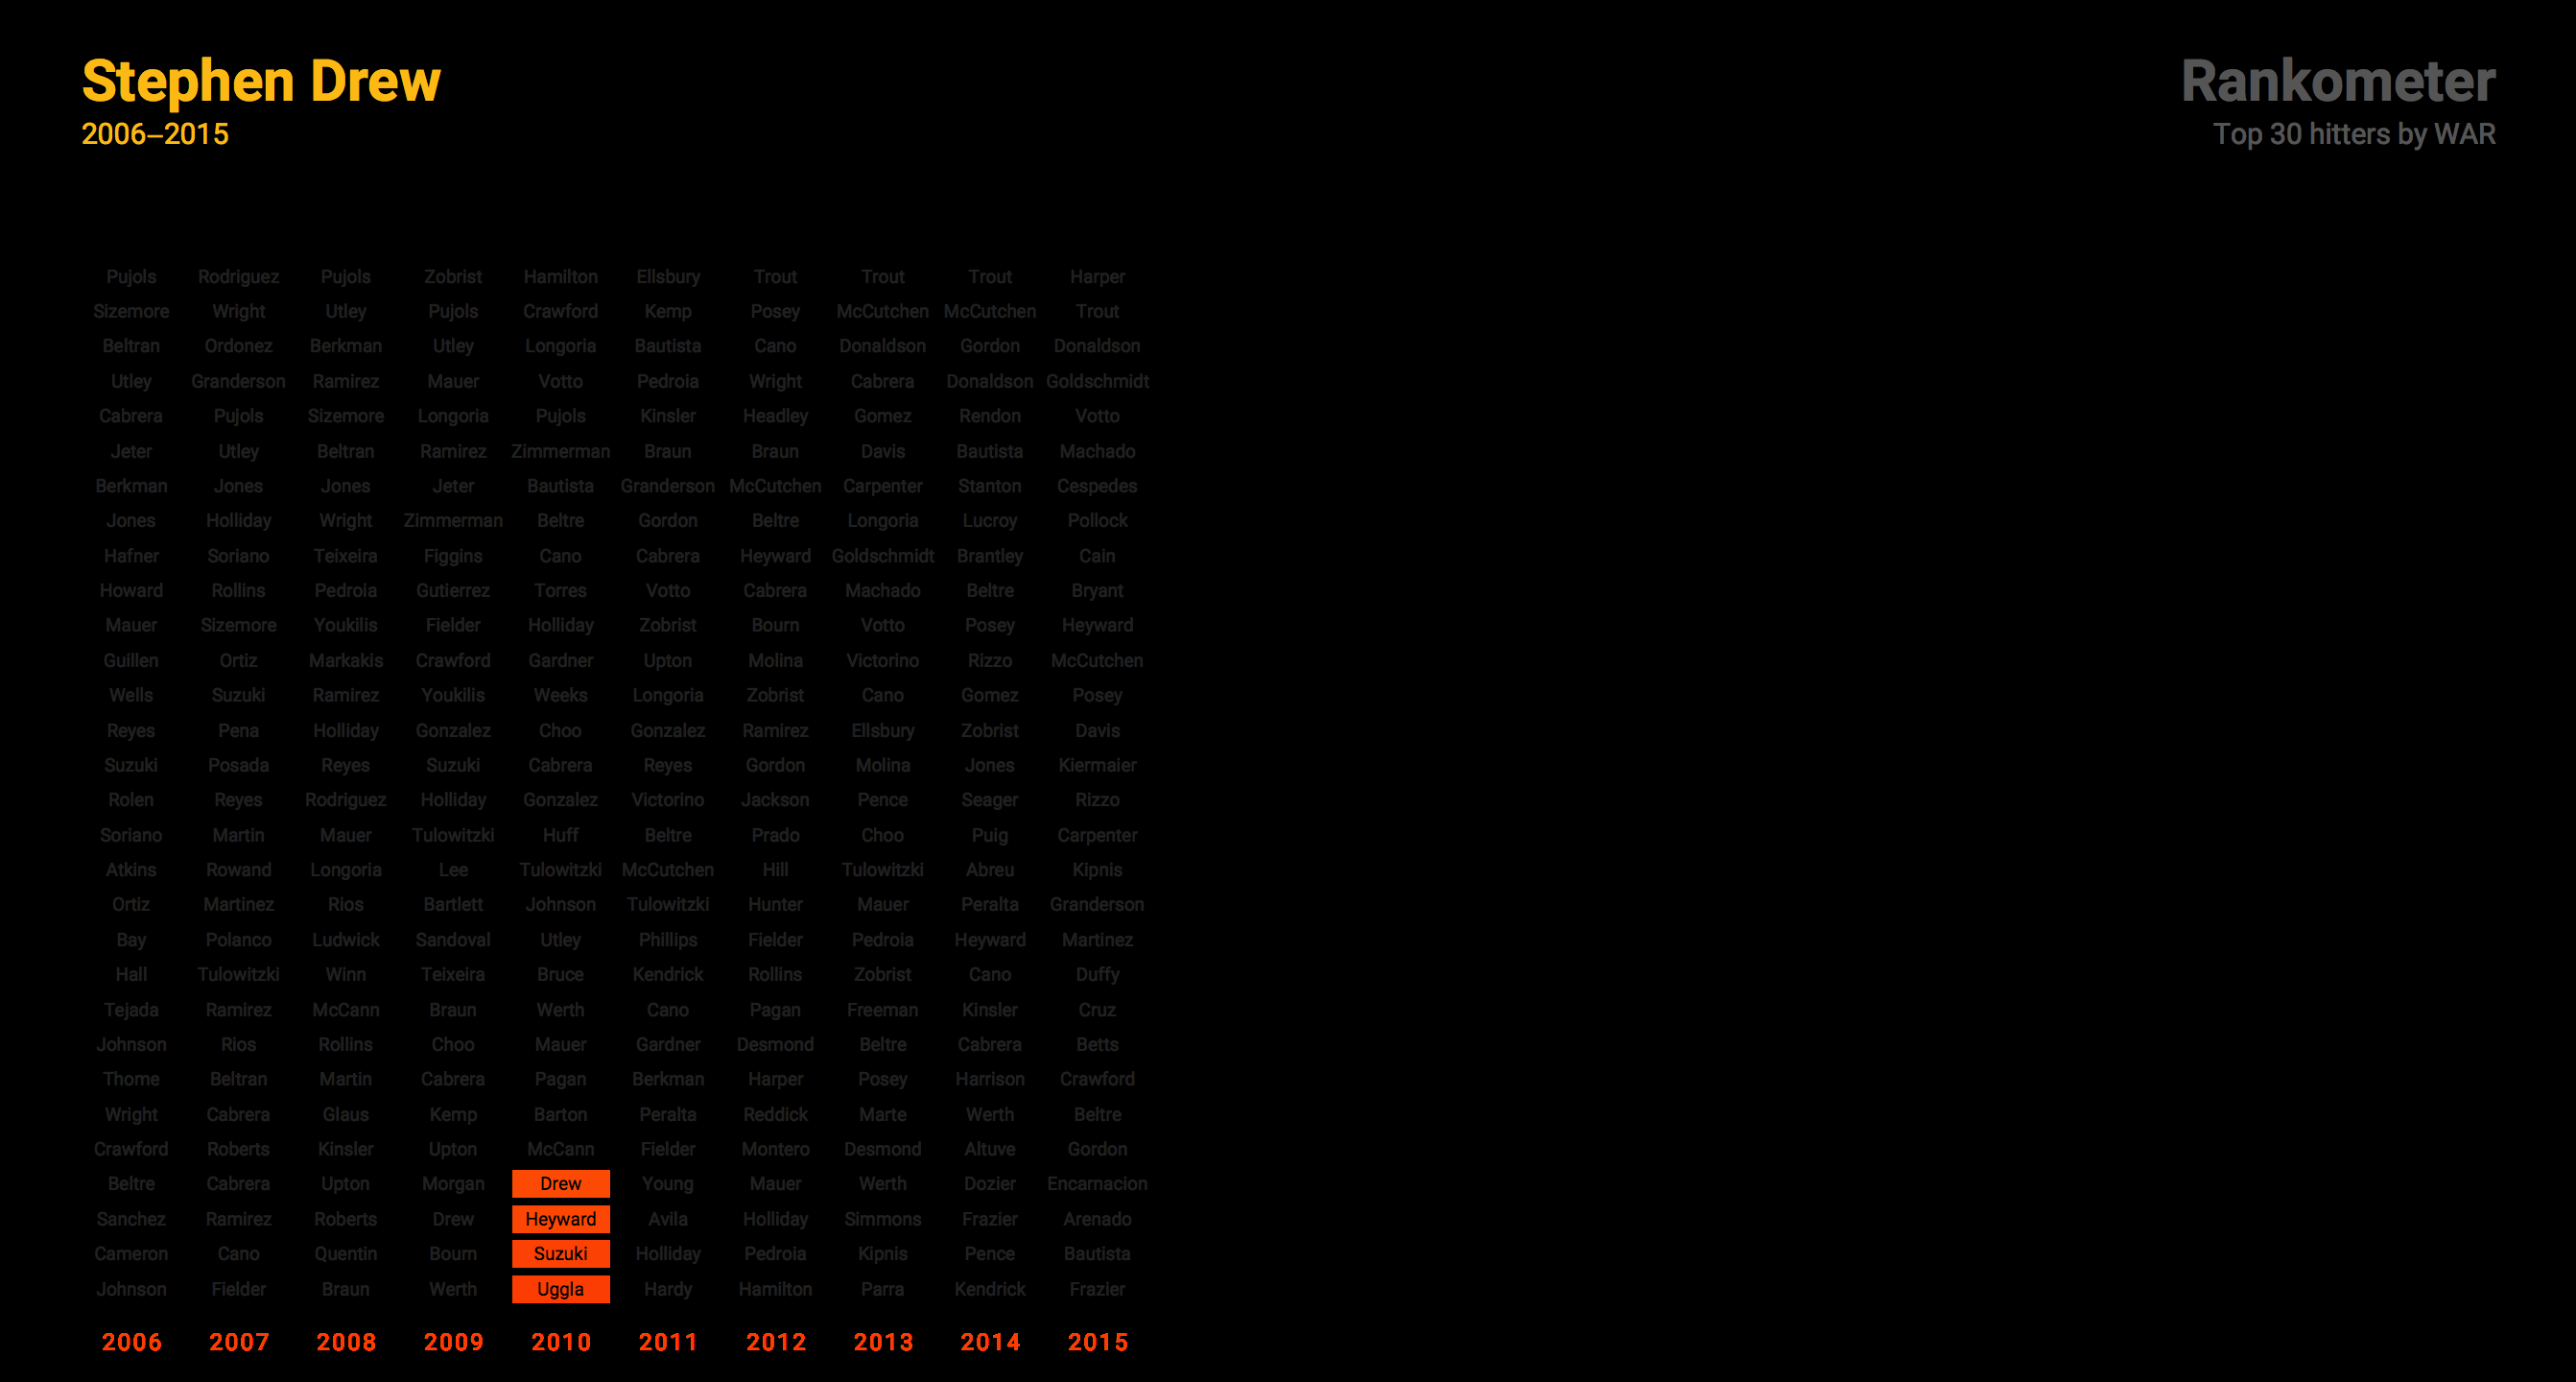 Stephen Drew
2006–2015
Rankometer
Top 30 hitters by WAR
Pujols Rodriguez Pujols Zobrist Hamilton Ellsbury Trout Trout Trout Harper
Sizemore Wright Utley Pujols Crawford Kemp Posey McCutchen McCutchen Trout
Beltran Ordonez Berkman Utley Longoria Bautista Cano Donaldson Gordon Donaldson
Utley Granderson Ramirez Mauer Votto Pedroia Wright Cabrera Donaldson Goldschmidt
Cabrera Pujols Sizemore Longoria Pujols Kinsler Headley Gomez Rendon Votto
Jeter Utley Beltran Ramirez Zimmerman Braun Braun Davis Bautista Machado
Berkman Jones Jones Jeter Bautista Granderson McCutchen Carpenter Stanton Cespedes
Jones Holliday Wright Zimmerman Beltre Gordon Beltre Longoria Lucroy Pollock
Hafner Soriano Teixeira Figgins Cano Cabrera Heyward Goldschmidt Brantley Cain
Howard Rollins Pedroia Gutierrez Torres Votto Cabrera Machado Beltre Bryant
Mauer Sizemore Youkilis Fielder Holliday Zobrist Bourn Votto Posey Heyward
Guillen Ortiz Markakis Crawford Gardner Upton Molina Victorino Rizzo McCutchen
Wells Suzuki Ramirez Youkilis Weeks Longoria Zobrist Cano Gomez Posey
Reyes Pena Holliday Gonzalez Choo Gonzalez Ramirez Ellsbury Zobrist Davis
Suzuki Posada Reyes Suzuki Cabrera Reyes Gordon Molina Jones Kiermaier
Rolen Reyes Rodriguez Holliday Gonzalez Victorino Jackson Pence Seager Rizzo
Soriano Martin Mauer Tulowitzki Huff Beltre Prado Choo Puig Carpenter
Atkins Rowand Longoria Lee Tulowitzki McCutchen Hill Tulowitzki Abreu Kipnis
Ortiz Martinez Rios Bartlett Johnson Tulowitzki Hunter Mauer Peralta Granderson
Bay Polanco Ludwick Sandoval Utley Phillips Fielder Pedroia Heyward Martinez
Hall Tulowitzki Winn Teixeira Bruce Kendrick Rollins Zobrist Cano Duffy
Tejada Ramirez McCann Braun Werth Cano Pagan Freeman Kinsler Cruz
Johnson Rios Rollins Choo Mauer Gardner Desmond Beltre Cabrera Betts
Thome Beltran Martin Cabrera Pagan Berkman Harper Posey Harrison Crawford
Wright Cabrera Glaus Kemp Barton Peralta Reddick Marte Werth Beltre
Crawford Roberts Kinsler Upton McCann Fielder Montero Desmond Altuve Gordon
Beltre Cabrera Upton Morgan Drew Young Mauer Werth Dozier Encarnacion
Sanchez Ramirez Roberts Drew Heyward Avila Holliday Simmons Frazier Arenado
Cameron Cano Quentin Bourn Suzuki Holliday Pedroia Kipnis Pence Bautista
Johnson Fielder Braun Werth Uggla Hardy Hamilton Parra Kendrick Frazier
2006 2007 2008 2009 2010 2011 2012 2013 2014 2015